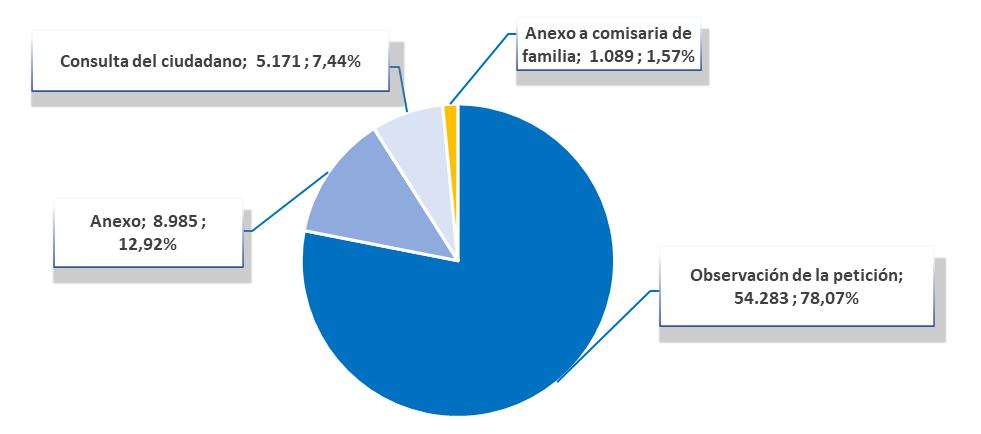 Anexo a comisaria de
familia; 1.089 ; 1,57%
Consulta del ciudadano; 5.171 ; 7,44%
Anexo; 8.985 ;
12,92%
Observación de la petición;
54.283 ; 78,07%